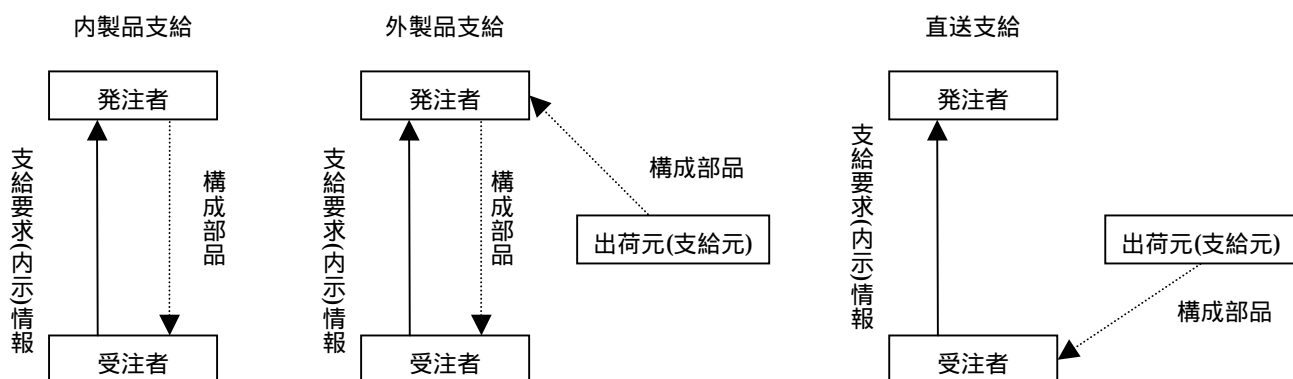 内製品支給
外製品支給
直送支給
発注者
発注者
発注者
支給要求(内示)情報
構成部品
支給要求(内示)情報
構成部品
構成部品
出荷元(支給元)
支給要求(内示)情報
出荷元(支給元)
構成部品
受注者
受注者
受注者